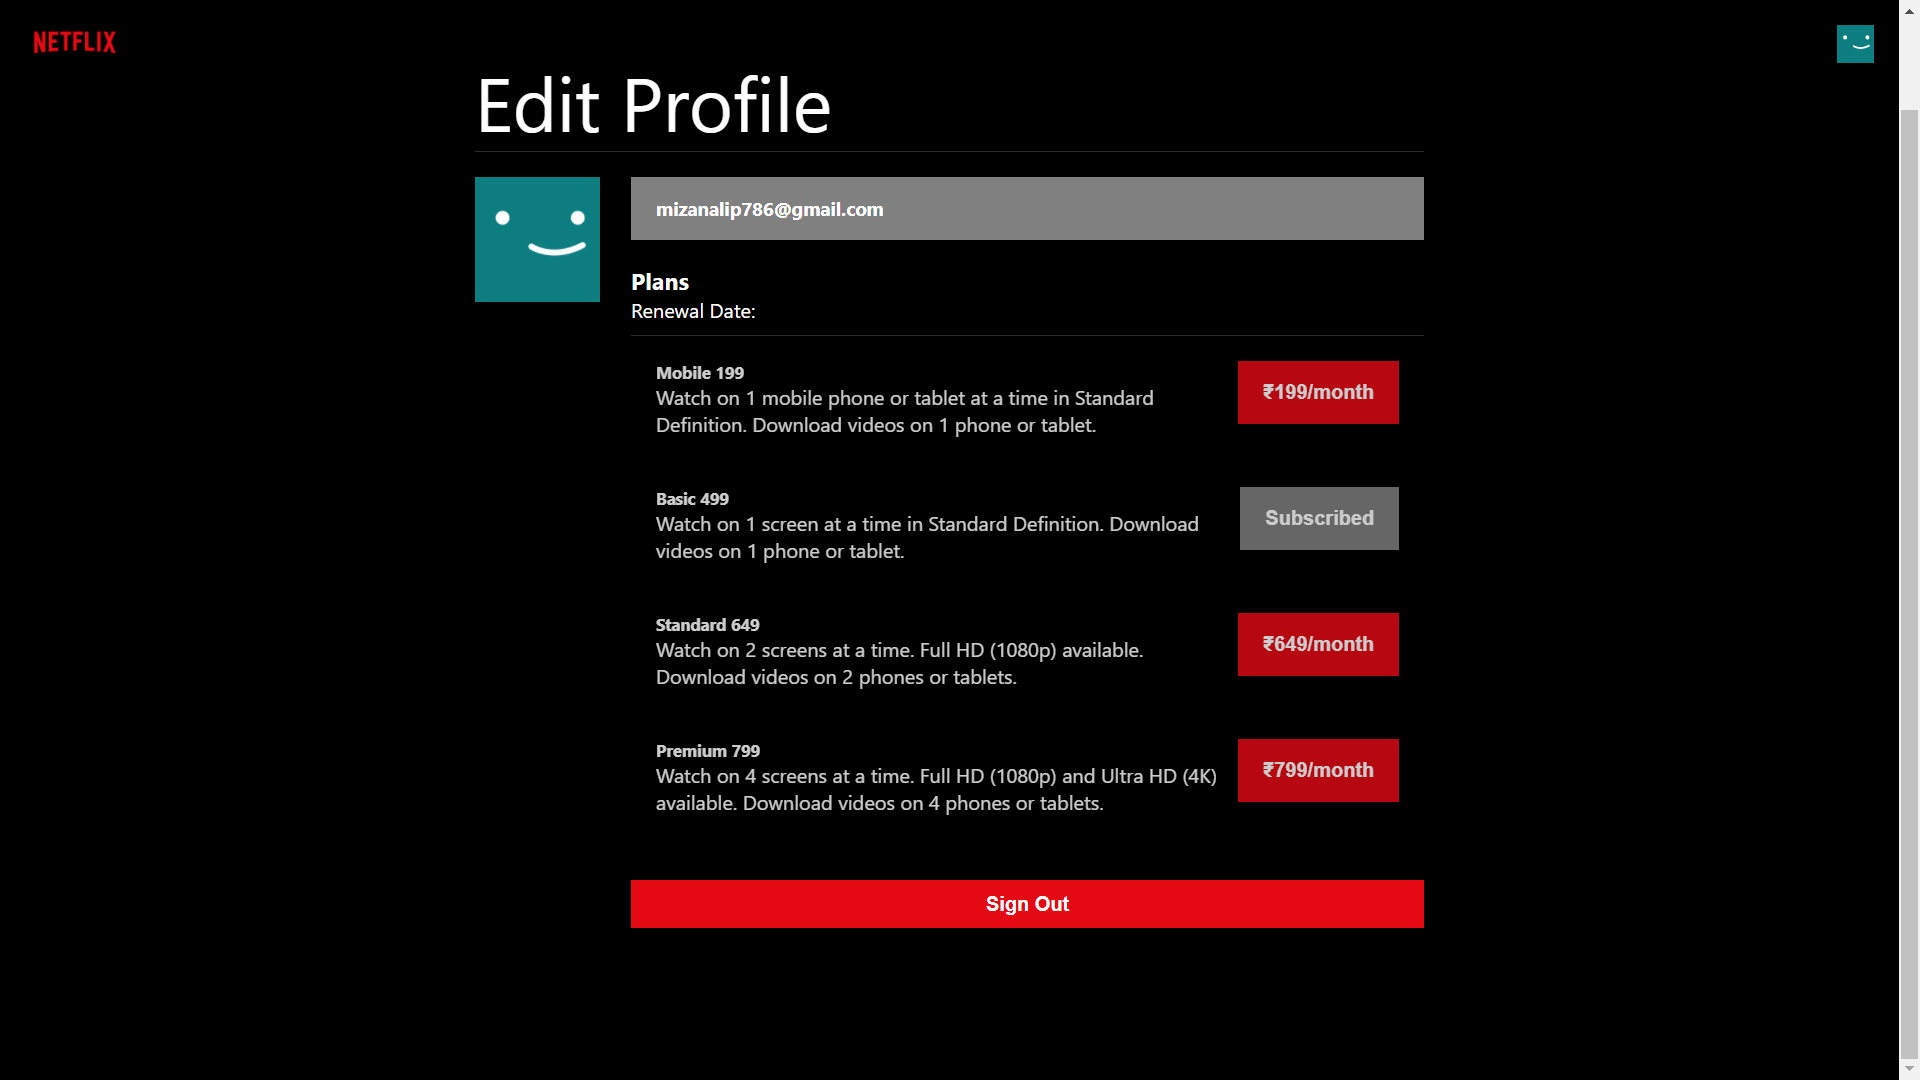 NETFLIX
Edit Profile
mizanalip786@gmail.com
Plans
Renewal Date:
Mobile 199
Watch on 1 mobile phone or tablet at a time in Standard
Definition. Download videos on 1 phone or tablet.
₹199/month
Basic 499
Watch on 1 screen at a time in Standard Definition. Download
videos on 1 phone or tablet.
Subscribed
Standard 649
Watch on 2 screens at a time. Full HD (1080p) available.
Download videos on 2 phones or tablets.
₹649/month
Premium 799
Watch on 4 screens at a time. Full HD (1080p) and Ultra HD (4K)
available. Download videos on 4 phones or tablets.
₹799/month
Sign Out